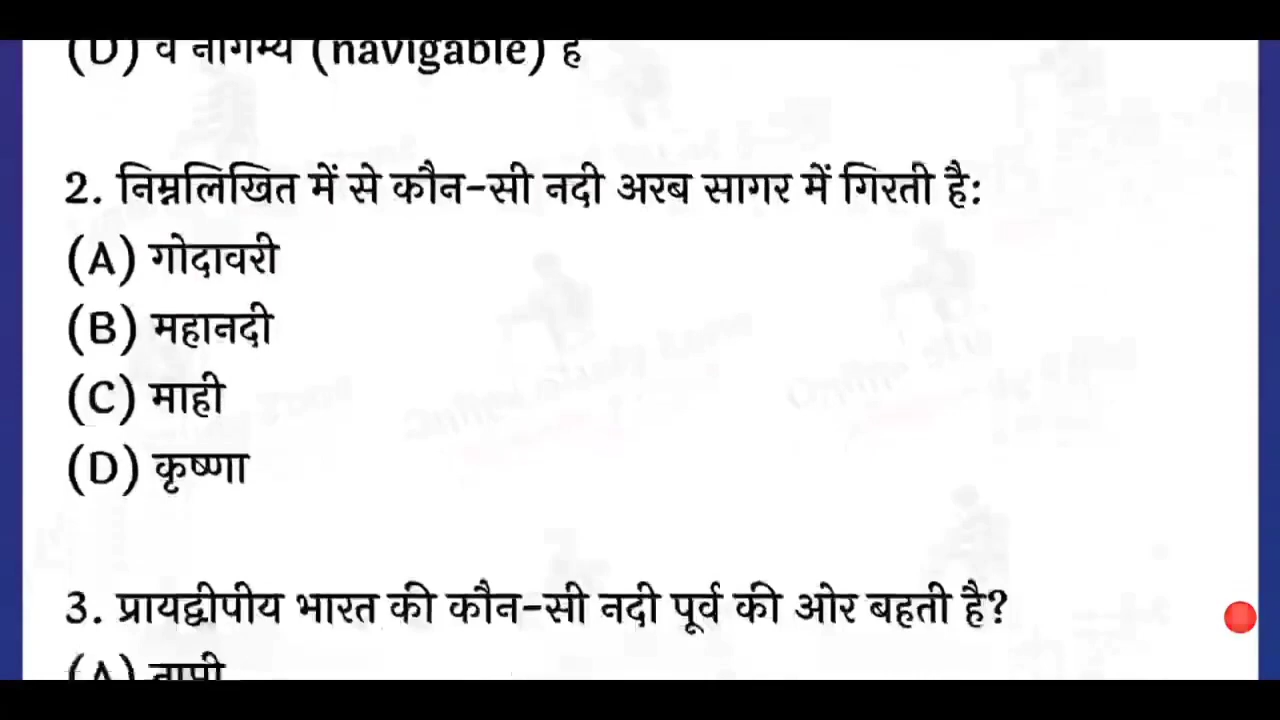 (D) वे नौगम्य (navigable) हैं
2. निम्नलिखित में से कौन-सी नदी अरब सागर में गिरती है:
(A) गोदावरी
(B) महानदी
(C) माही
(D) कृष्णा
3. प्रायद्वीपीय भारत की कौन-सी नदी पूर्व की ओर बहती है?
(A) ताप्ती